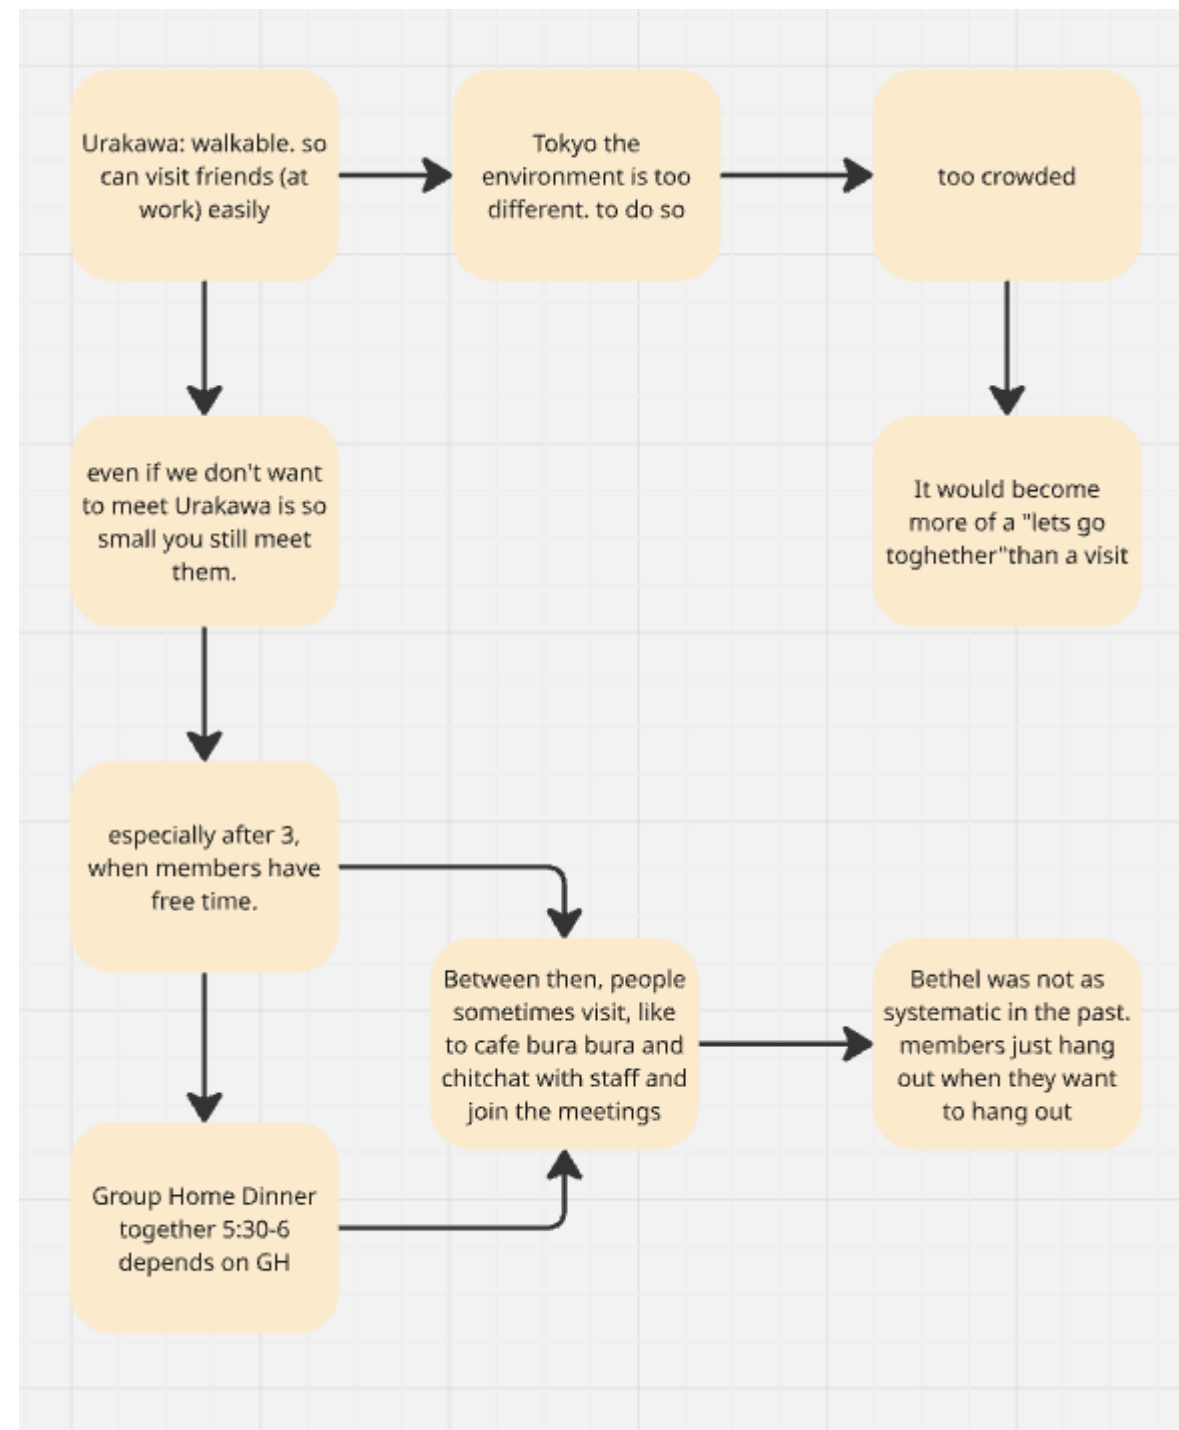 Urakawa: walkable. so
can visit friends (at
work) easily
Tokyo the
environment is too
different. to do so
too crowded
even if we don't want
to meet Urakawa is so
small you still meet
them.
It would become
more of a "lets go
toghether"than a visit
especially after 3,
when members have
free time.
Between then, people
sometimes visit, like
to cafe bura bura and
chitchat with staff and
join the meetings
Bethel was not as
systematic in the past.
members just hang
out when they want
to hang out
Group Home Dinner
together 5:30-6
depends on GH